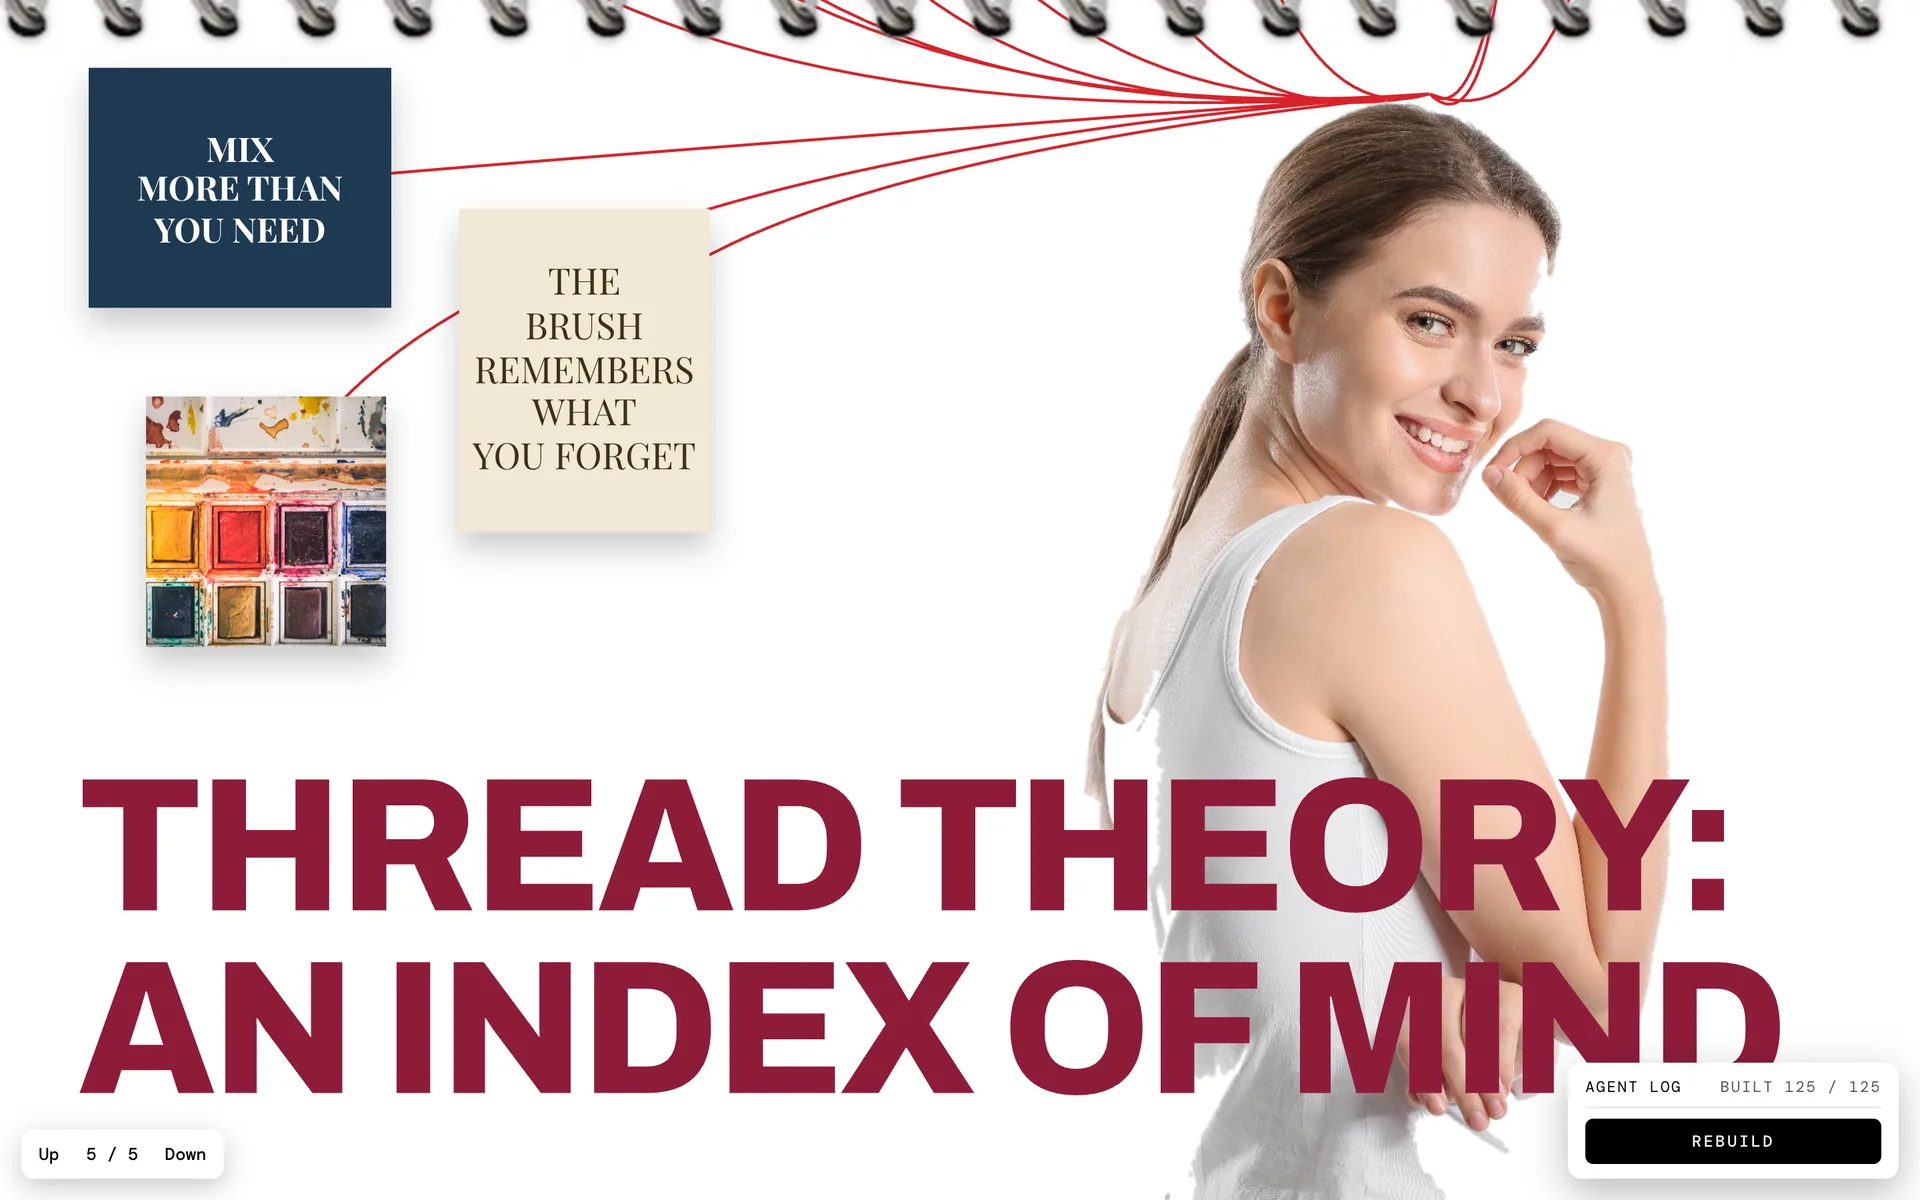 MIX
MORE THAN
YOU NEED
THE
BRUSH
REMEMBERS
WHAT
YOU FORGET
THREAD THEORY:
AN INDEX OF MIND
AGENT LOG BUILT 125 / 125
REBUILD
Up 5 / 5 Down